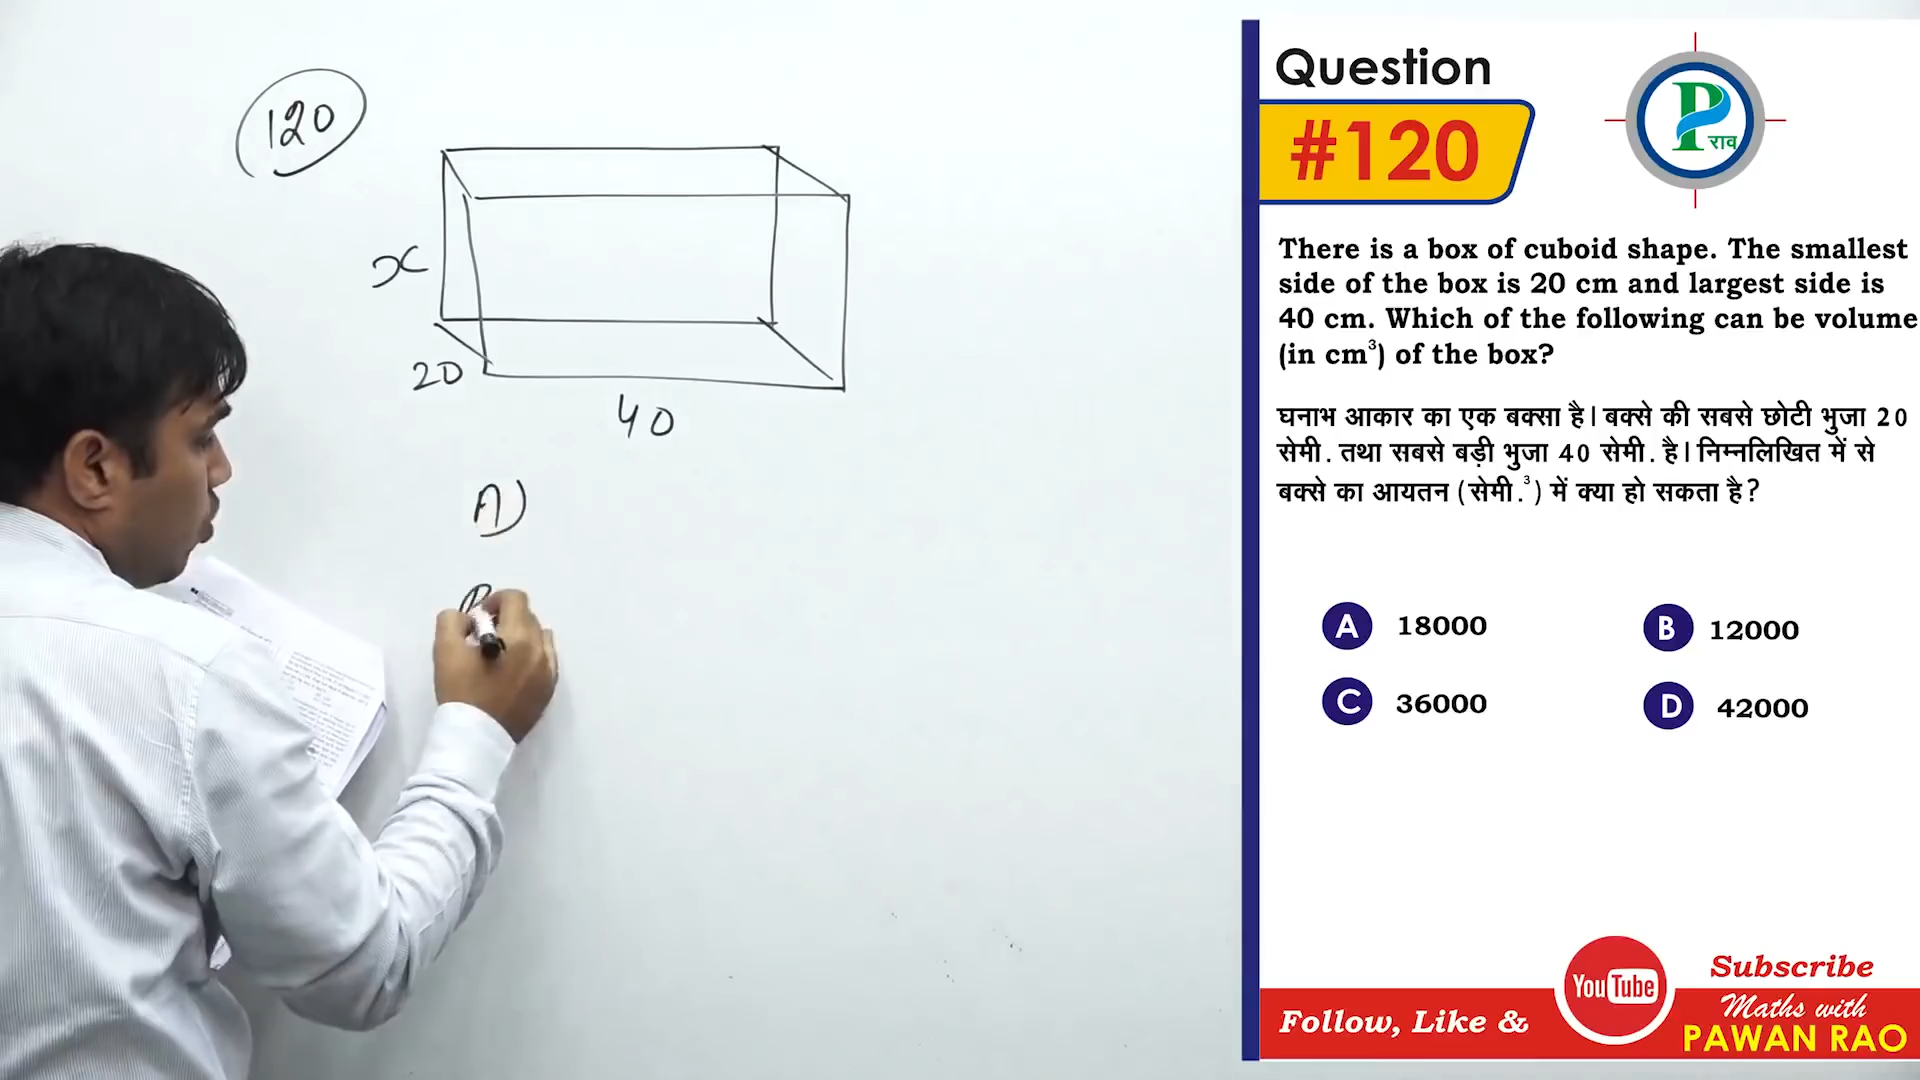 120
x
20
40
A)
Question
#120
P राव
There is a box of cuboid shape. The smallest
side of the box is 20 cm and largest side is
40 cm. Which of the following can be volume
(in cm³) of the box?
घनाभ आकार का एक बक्सा है। बक्से की सबसे छोटी भुजा 20
सेमी. तथा सबसे बड़ी भुजा 40 सेमी. है। निम्नलिखित में से
बक्से का आयतन (सेमी.³) में क्या हो सकता है?
A 18000
B 12000
C 36000
D 42000
Follow, Like &
YouTube
Subscribe
Maths with
PAWAN RAO